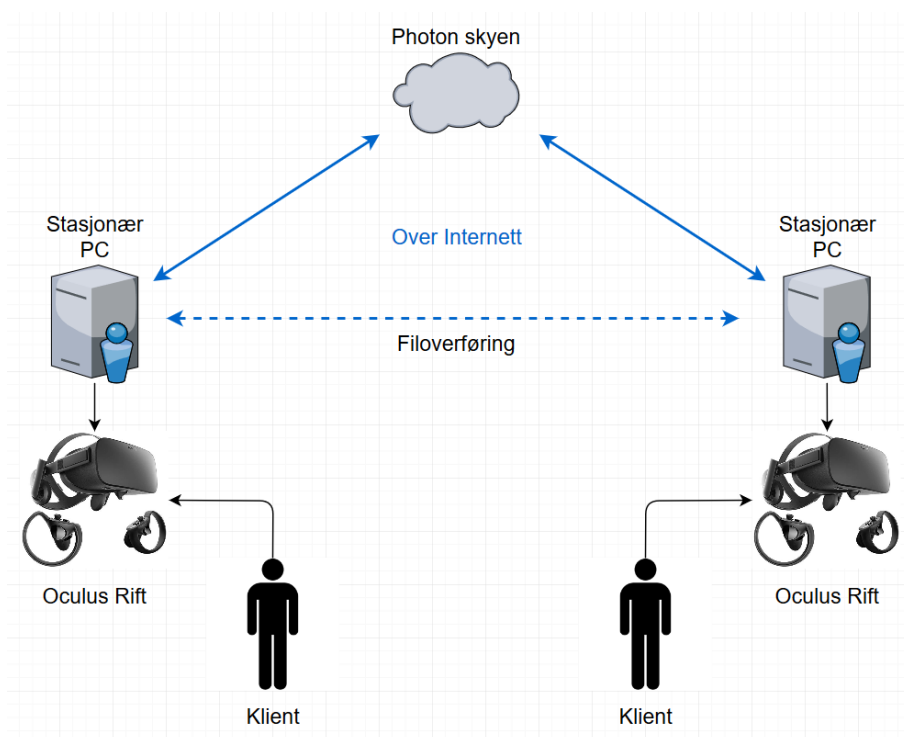 Photon skyen
Stasjonær
PC
Stasjonær
PC
Over Internett
Filoverføring
Oculus Rift
Oculus Rift
Klient
Klient